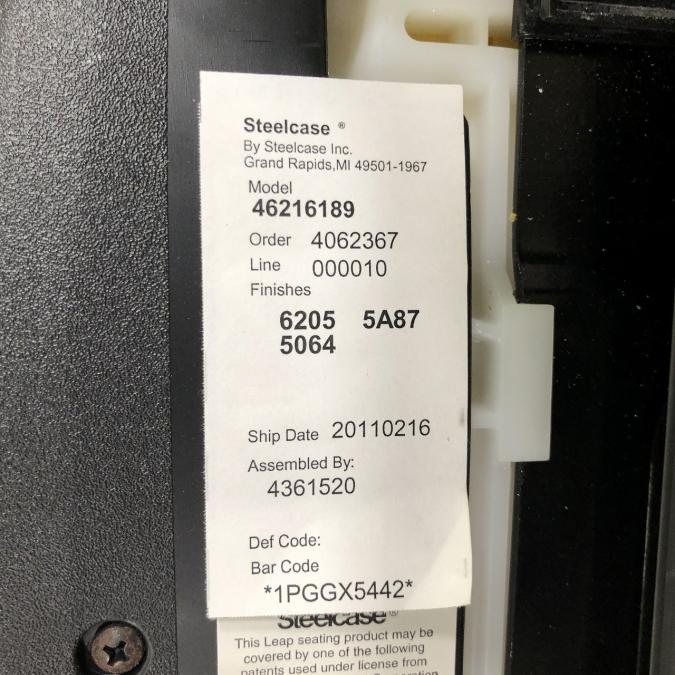 Steelcase ®
By Steelcase Inc.
Grand Rapids,MI 49501-1967
Model
46216189
Order 4062367
Line 000010
Finishes
6205 5A87
5064
Ship Date 20110216
Assembled By:
4361520
Def Code:
Bar Code
*1PGGX5442*
Steelcase®
This Leap seating product may be
covered by one of the following
patents used under license from
Corporation